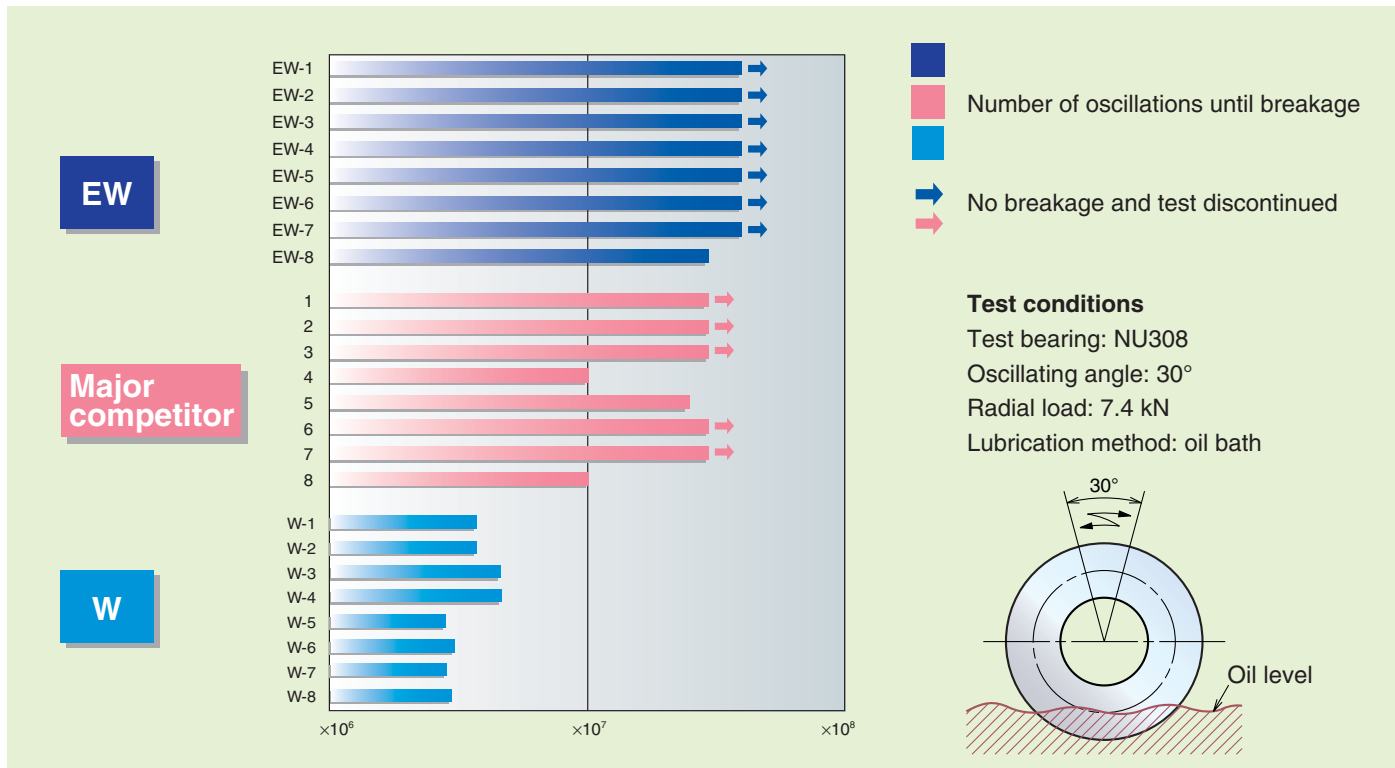 EW
EW-1
EW-2
EW-3
EW-4
EW-5
EW-6
EW-7
EW-8
Major
competitor
1
2
3
4
5
6
7
8
W
W-1
W-2
W-3
W-4
W-5
W-6
W-7
W-8
×10⁶ ×10⁷ ×10⁸
Number of oscillations until breakage
No breakage and test discontinued
Test conditions
Test bearing: NU308
Oscillating angle: 30°
Radial load: 7.4 kN
Lubrication method: oil bath
30°
Oil level